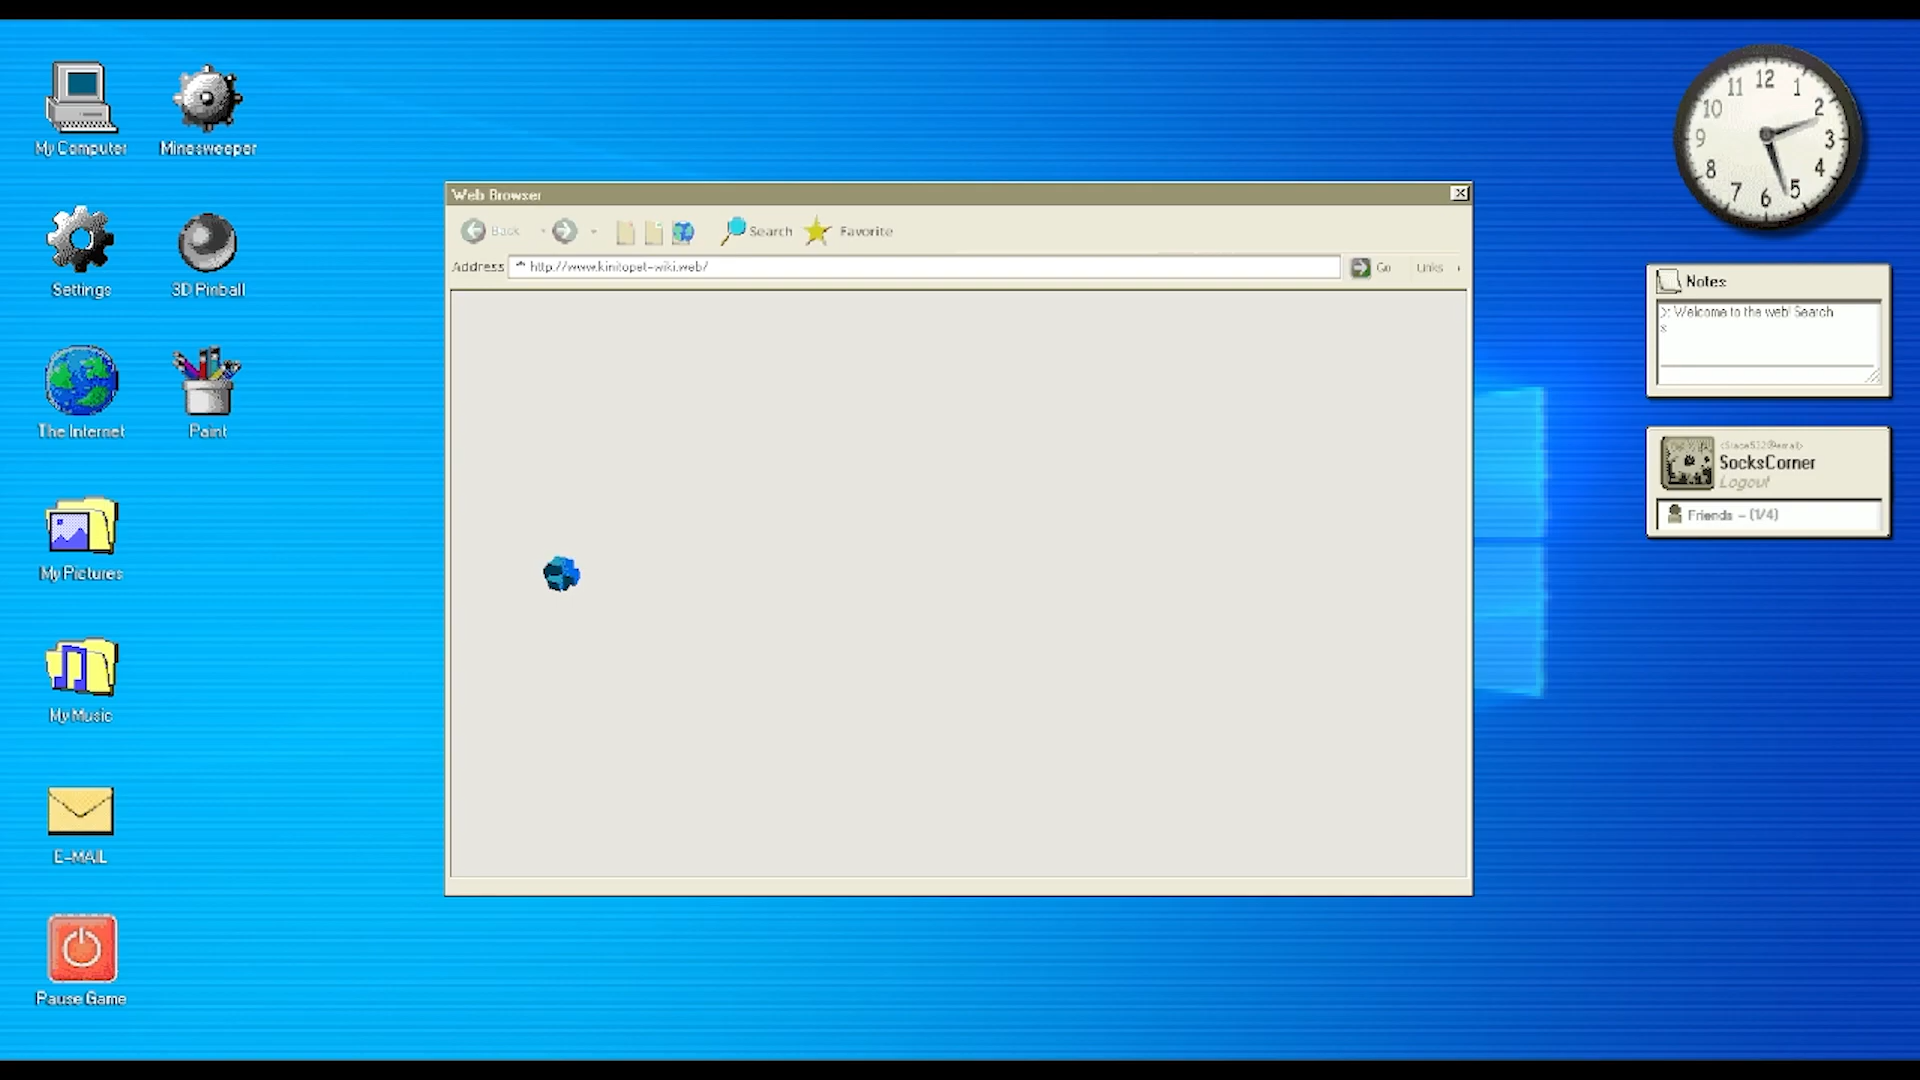 My Computer
Minesweeper
Settings
3D Pinball
The Internet
Paint
My Pictures
My Music
E-MAIL
Pause Game
Web Browser
Back
Search
Favorite
Address
http://www.kinitopet-wiki.web/
Go
Links
12
1
2
3
4
5
6
7
8
9
10
11
Notes
>: Welcome to the web! Search
SocksCorner
Logout
Friends - (1/4)